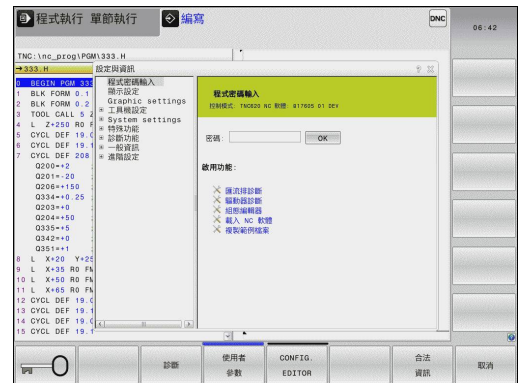 程式執行 單節執行
編寫
DNC
06:42
TNC:\nc_prog\PGM\333.H
→333.H
設定與資訊
0 BEGIN PGM 333
1 BLK FORM 0.1
2 BLK FORM 0.2
3 TOOL CALL 5 Z
4 L Z+250 R0 F
5 CYCL DEF 19.0
6 CYCL DEF 19.1
7 CYCL DEF 208
Q200=+2
Q201=-20
Q206=+150
Q334=+0.25
Q203=+0
Q204=+50
Q335=+5
Q342=+0
Q351=+1
8 L X+20 Y+25
9 L X+35 R0 FM
10 L X+50 R0 FM
11 L X+65 R0 FM
12 CYCL DEF 19.0
13 CYCL DEF 19.1
14 CYCL DEF 19.0
15 CYCL DEF 19.1
程式密碼輸入
顯示設定
Graphic settings
工具機設定
System settings
特殊功能
診斷功能
一般資訊
進階設定
程式密碼輸入
控制模式: TNC620 NC 軟體: 817605 01 DEV
密碼:
OK
啟用功能:
匯流排診斷
驅動器診斷
組態編輯器
載入 NC 軟體
複製範例檔案
診斷
使用者
參數
CONFIG.
EDITOR
合法
資訊
取消